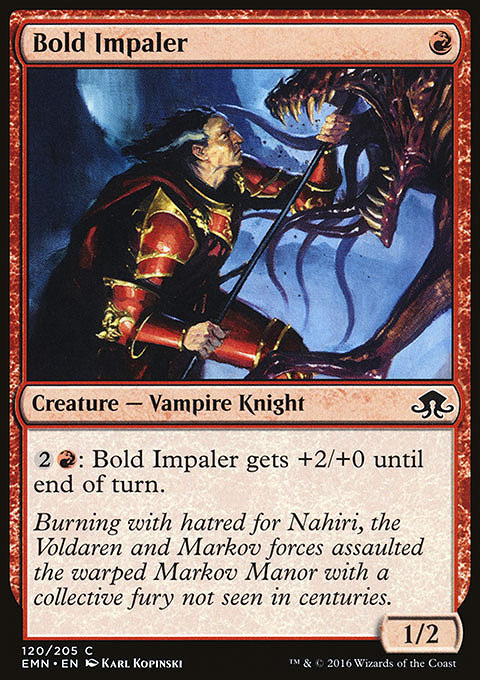 Bold Impaler
Creature — Vampire Knight
2 : Bold Impaler gets +2/+0 until
end of turn.
Burning with hatred for Nahiri, the
Voldaren and Markov forces assaulted
the warped Markov Manor with a
collective fury not seen in centuries.
1/2
120/205 C
EMN • EN Karl Kopinski
™ & © 2016 Wizards of the Coast